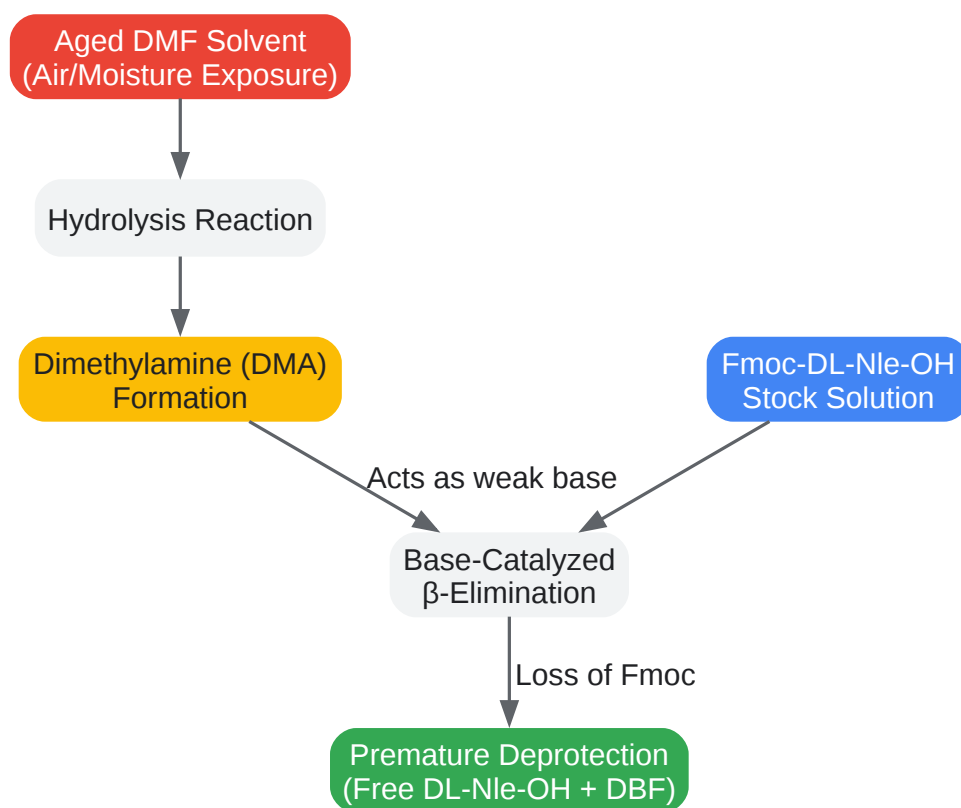 Aged DMF Solvent
(Air/Moisture Exposure)
Hydrolysis Reaction
Dimethylamine (DMA)
Formation
Fmoc-DL-Nle-OH
Stock Solution
Acts as weak base
Base-Catalyzed
β-Elimination
Loss of Fmoc
Premature Deprotection
(Free DL-Nle-OH + DBF)